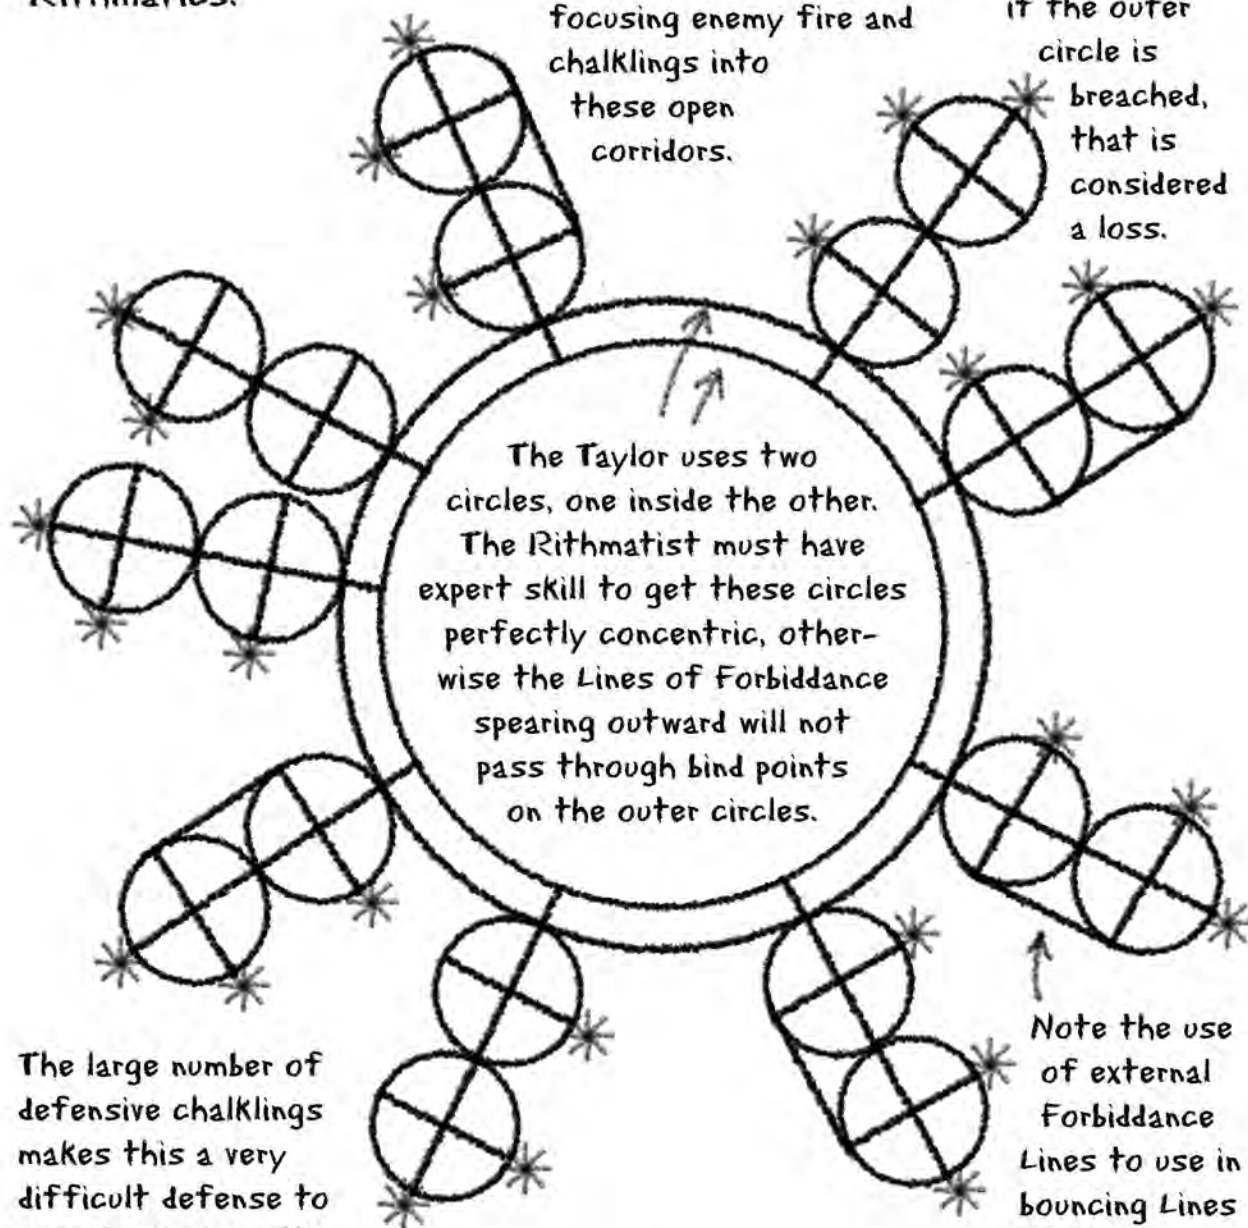 Rithmatics.
focusing enemy fire and
chalklings into
these open
corridors.
if the outer
circle is
breached,
that is
considered
a loss.
The Taylor uses two
circles, one inside the other.
The Rithmatist must have
expert skill to get these circles
perfectly concentric, other-
wise the Lines of Forbiddance
spearing outward will not
pass through bind points
on the outer circles.
The large number of
defensive chalklings
makes this a very
difficult defense to
Note the use
of external
Forbiddance
Lines to use in
bouncing Lines